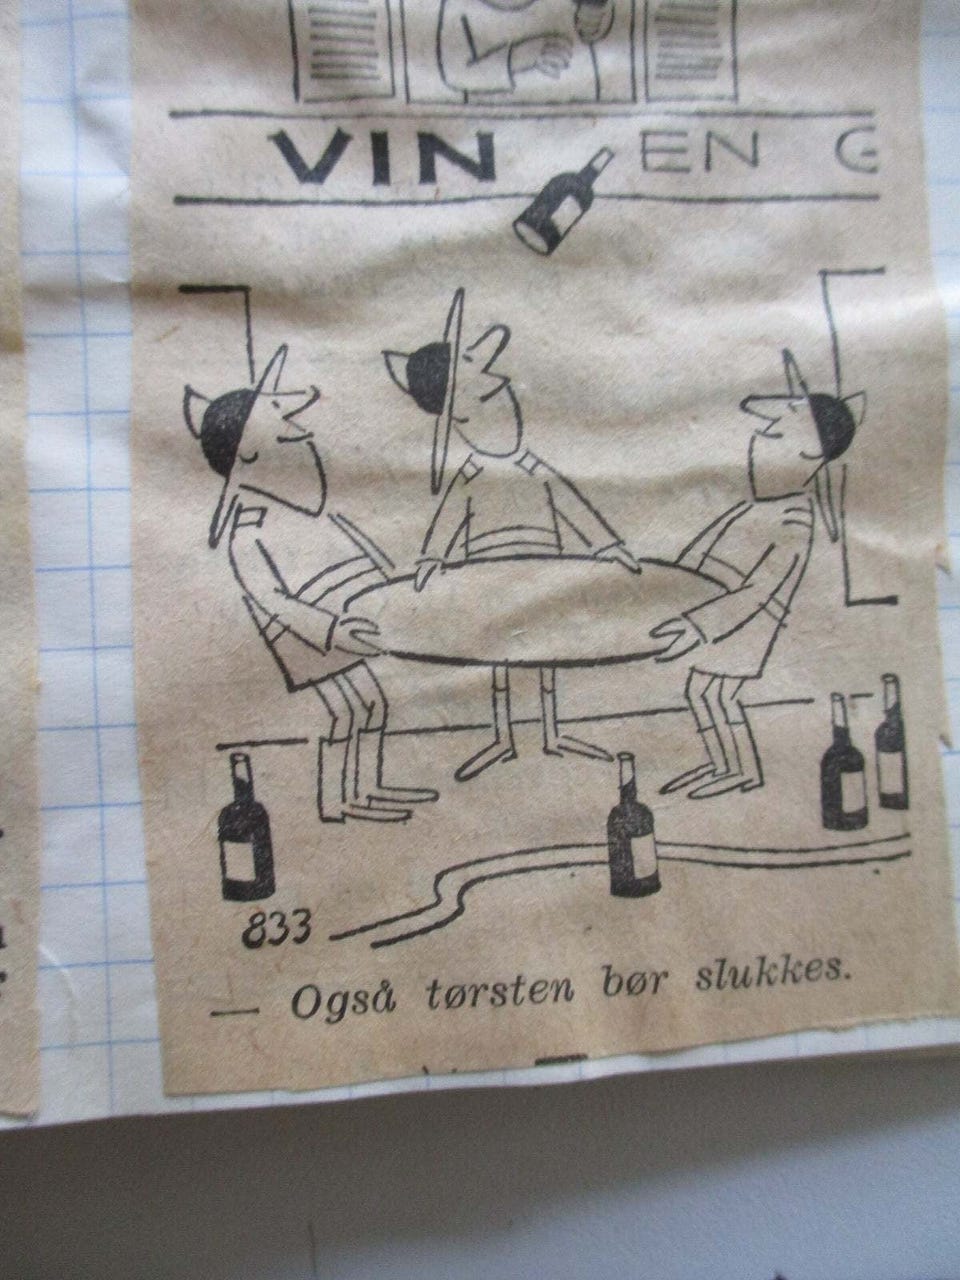 VIN EN G
833
— Også tørsten bør slukkes.